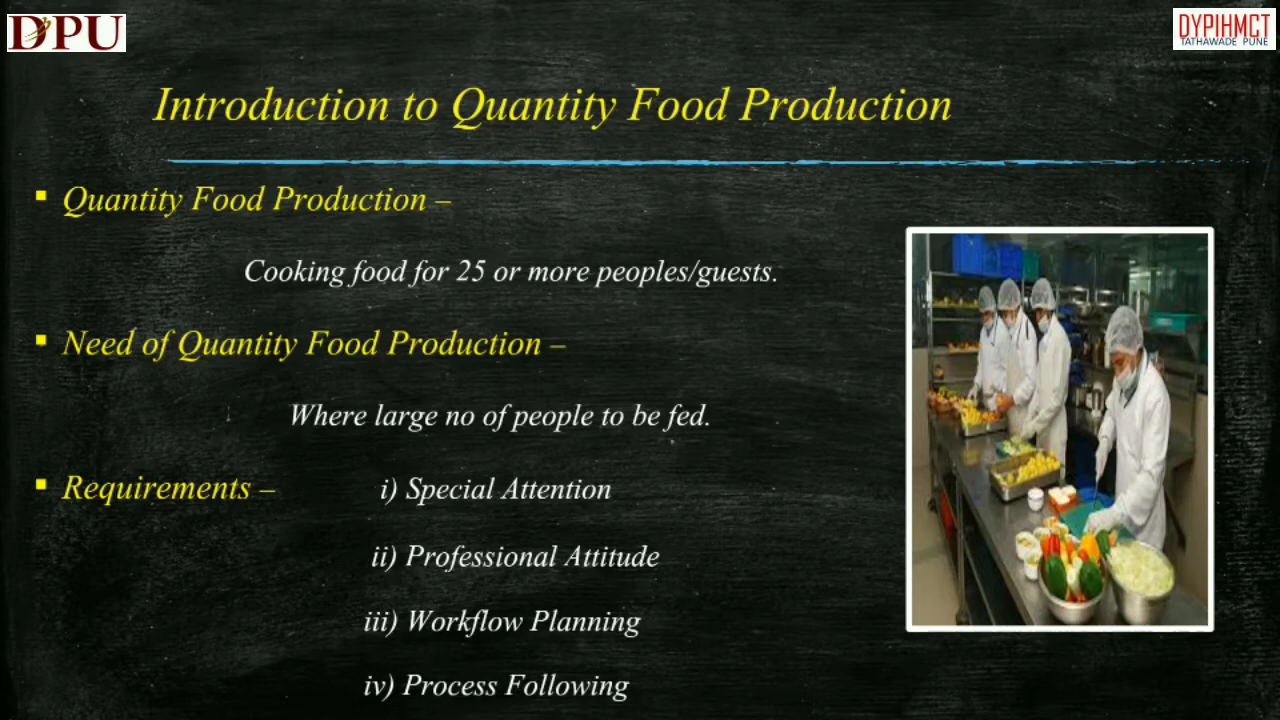 DPU
DYPIHMCT
TATHAWADE PUNE
Introduction to Quantity Food Production
▪ Quantity Food Production –
Cooking food for 25 or more peoples/guests.
▪ Need of Quantity Food Production –
Where large no of people to be fed.
▪ Requirements – i) Special Attention
ii) Professional Attitude
iii) Workflow Planning
iv) Process Following